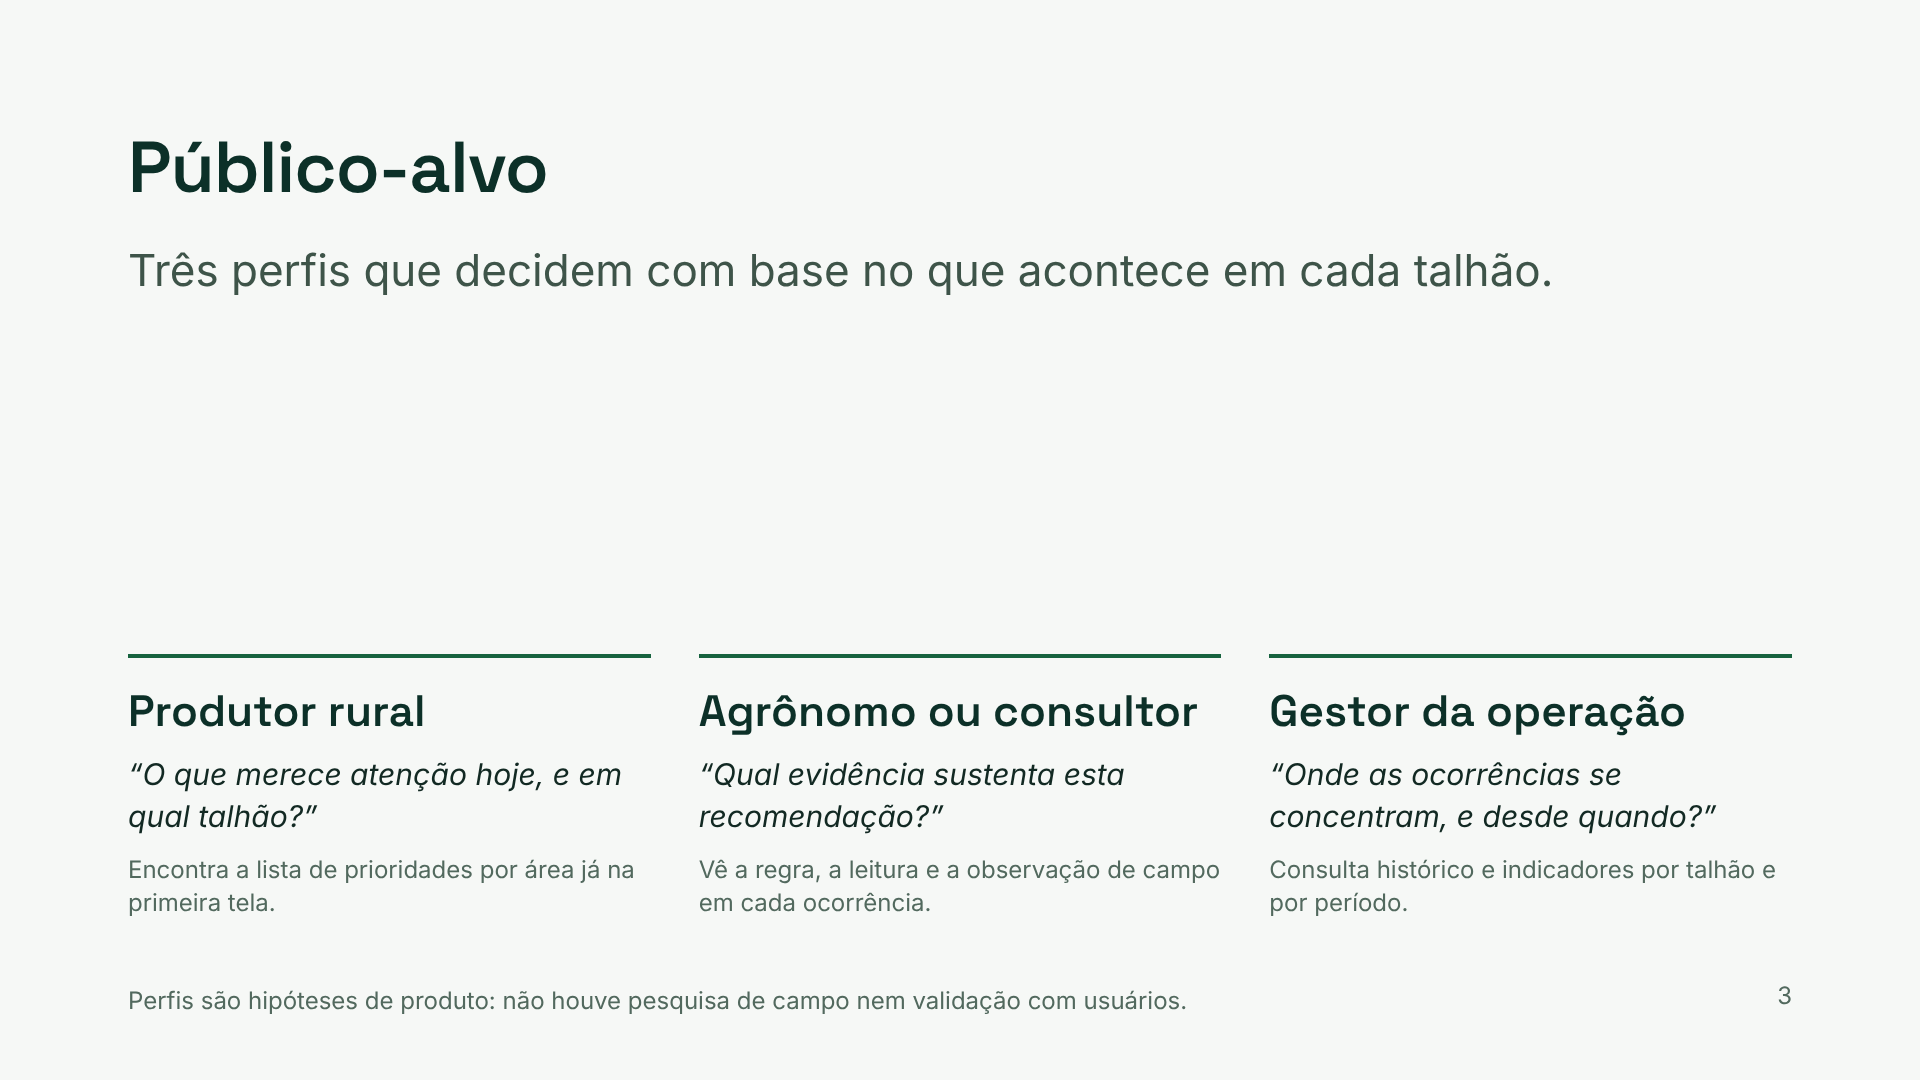 Público-alvo
Três perfis que decidem com base no que acontece em cada talhão.
Produtor rural
“O que merece atenção hoje, e em
qual talhão?”
Encontra a lista de prioridades por área já na
primeira tela.
Agrônomo ou consultor
“Qual evidência sustenta esta
recomendação?”
Vê a regra, a leitura e a observação de campo
em cada ocorrência.
Gestor da operação
“Onde as ocorrências se
concentram, e desde quando?”
Consulta histórico e indicadores por talhão e
por período.
Perfis são hipóteses de produto: não houve pesquisa de campo nem validação com usuários.
3